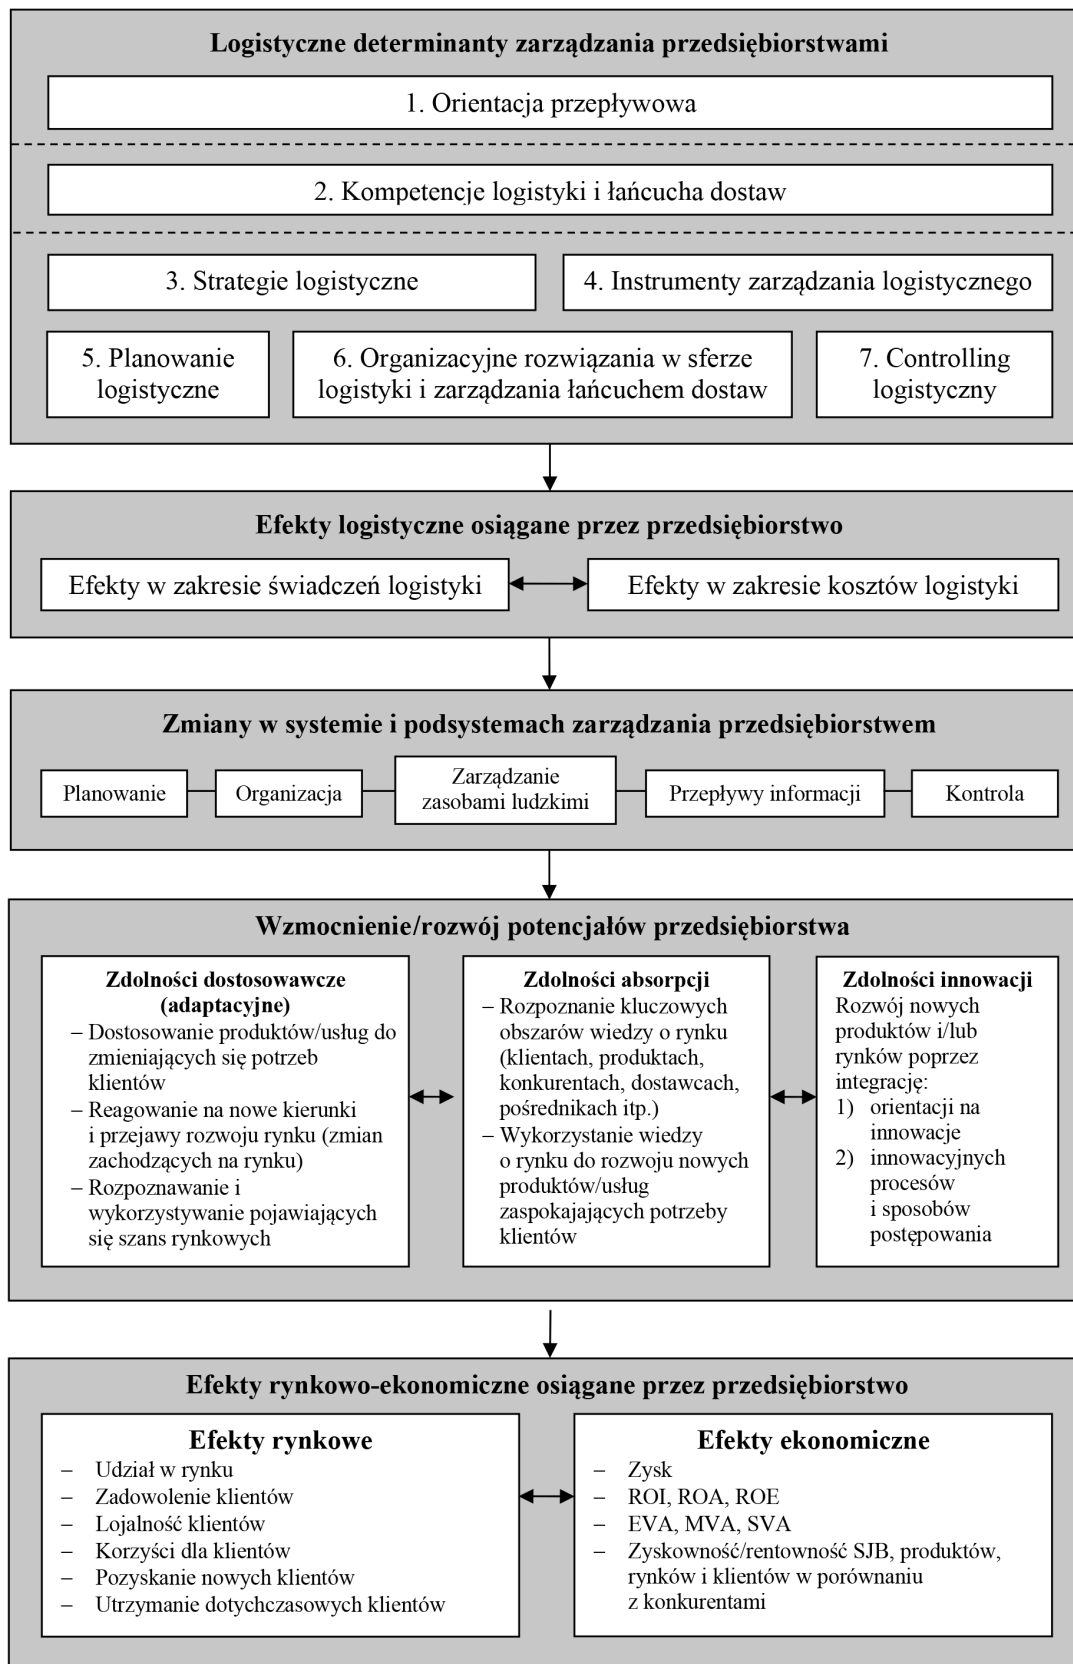 Logistyczne determinanty zarządzania przedsiębiorstwami
1. Orientacja przepływowa
2. Kompetencje logistyki i łańcucha dostaw
3. Strategie logistyczne
4. Instrumenty zarządzania logistycznego
5. Planowanie
logistyczne
6. Organizacyjne rozwiązania w sferze
logistyki i zarządzania łańcuchem dostaw
7. Controlling
logistyczny
Efekty logistyczne osiągane przez przedsiębiorstwo
Efekty w zakresie świadczeń logistyki
Efekty w zakresie kosztów logistyki
Zmiany w systemie i podsystemach zarządzania przedsiębiorstwem
Planowanie
Organizacja
Zarządzanie
zasobami ludzkimi
Przepływy informacji
Kontrola
Wzmocnienie/rozwój potencjałów przedsiębiorstwa
Zdolności dostosowawcze
(adaptacyjne)
– Dostosowanie produktów/usług do
zmieniających się potrzeb
klientów
– Reagowanie na nowe kierunki
i przejawy rozwoju rynku (zmian
zachodzących na rynku)
– Rozpoznawanie i
wykorzystywanie pojawiających
się szans rynkowych
Zdolności absorpcji
– Rozpoznanie kluczowych
obszarów wiedzy o rynku
(klientach, produktach,
konkurentach, dostawcach,
pośrednikach itp.)
– Wykorzystanie wiedzy
o rynku do rozwoju nowych
produktów/usług
zaspokajających potrzeby
klientów
Zdolności innowacji
Rozwój nowych
produktów i/lub
rynków poprzez
integrację:
1) orientacji na
innowacje
2) innowacyjnych
procesów
i sposobów
postępowania
Efekty rynkowo-ekonomiczne osiągane przez przedsiębiorstwo
Efekty rynkowe
– Udział w rynku
– Zadowolenie klientów
– Lojalność klientów
– Korzyści dla klientów
– Pozyskanie nowych klientów
– Utrzymanie dotychczasowych klientów
Efekty ekonomiczne
– Zysk
– ROI, ROA, ROE
– EVA, MVA, SVA
– Zyskowność/rentowność SJB, produktów,
rynków i klientów w porównaniu
z konkurentami